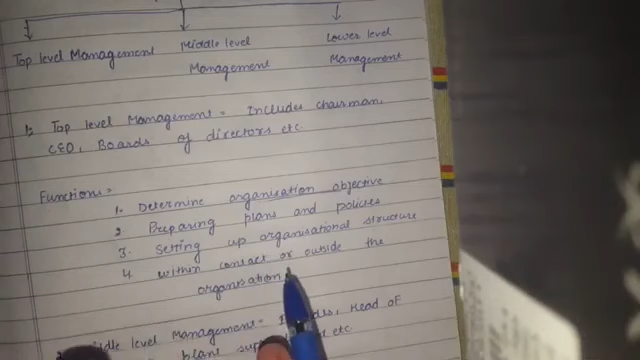 Top level Management Middle level Lower level
Management Management
1. Top level Management = Includes chairman,
CEO, Boards of directors etc.
Functions =
1. Determine organisation objective
2. Preparing plans and policies
3. Setting up organisational structure
4. within contact or outside the
organisation.
level Management = Head of
plant etc.